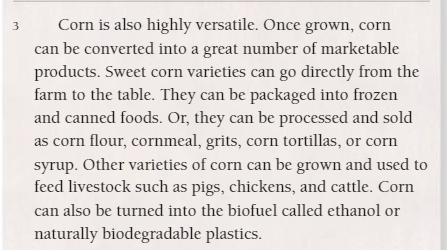 3 Corn is also highly versatile. Once grown, corn
can be converted into a great number of marketable
products. Sweet corn varieties can go directly from the
farm to the table. They can be packaged into frozen
and canned foods. Or, they can be processed and sold
as corn flour, cornmeal, grits, corn tortillas, or corn
syrup. Other varieties of corn can be grown and used to
feed livestock such as pigs, chickens, and cattle. Corn
can also be turned into the biofuel called ethanol or
naturally biodegradable plastics.